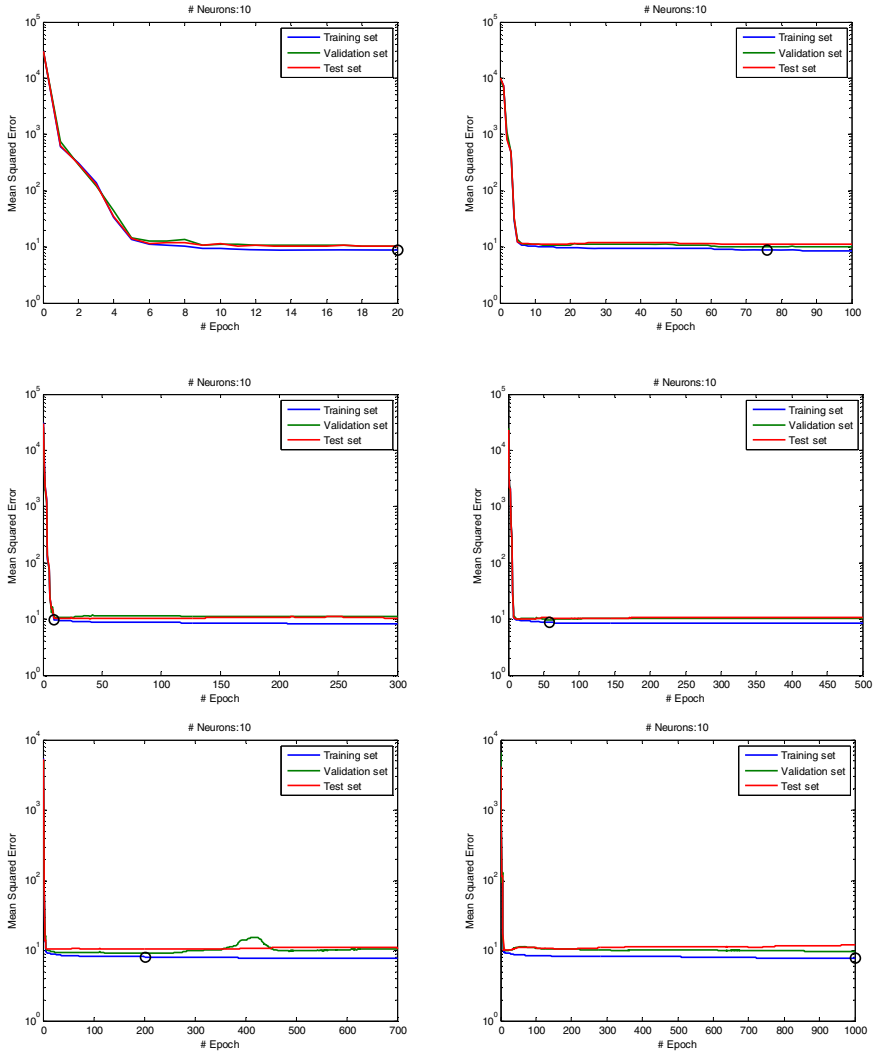 # Neurons:10
10^5
10^4
10^3
10^2
10^1
10^0
Mean Squared Error
Training set
Validation set
Test set
0 2 4 6 8 10 12 14 16 18 20
# Epoch
# Neurons:10
10^5
10^4
10^3
10^2
10^1
10^0
Mean Squared Error
Training set
Validation set
Test set
0 10 20 30 40 50 60 70 80 90 100
# Epoch
# Neurons:10
10^5
10^4
10^3
10^2
10^1
10^0
Mean Squared Error
Training set
Validation set
Test set
0 50 100 150 200 250 300
# Epoch
# Neurons:10
10^5
10^4
10^3
10^2
10^1
10^0
Mean Squared Error
Training set
Validation set
Test set
0 50 100 150 200 250 300 350 400 450 500
# Epoch
# Neurons:10
10^4
10^3
10^2
10^1
10^0
Mean Squared Error
Training set
Validation set
Test set
0 100 200 300 400 500 600 700
# Epoch
# Neurons:10
10^4
10^3
10^2
10^1
10^0
Mean Squared Error
Training set
Validation set
Test set
0 100 200 300 400 500 600 700 800 900 1000
# Epoch